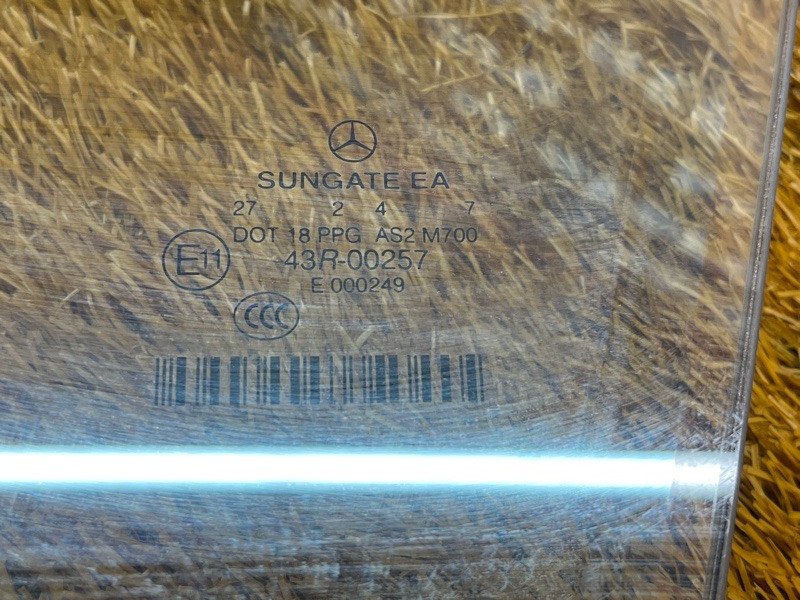 SUNGATE EA
27 2 4 7
DOT 18 PPG AS2 M700
E11 43R-00257
E 000249
CCC